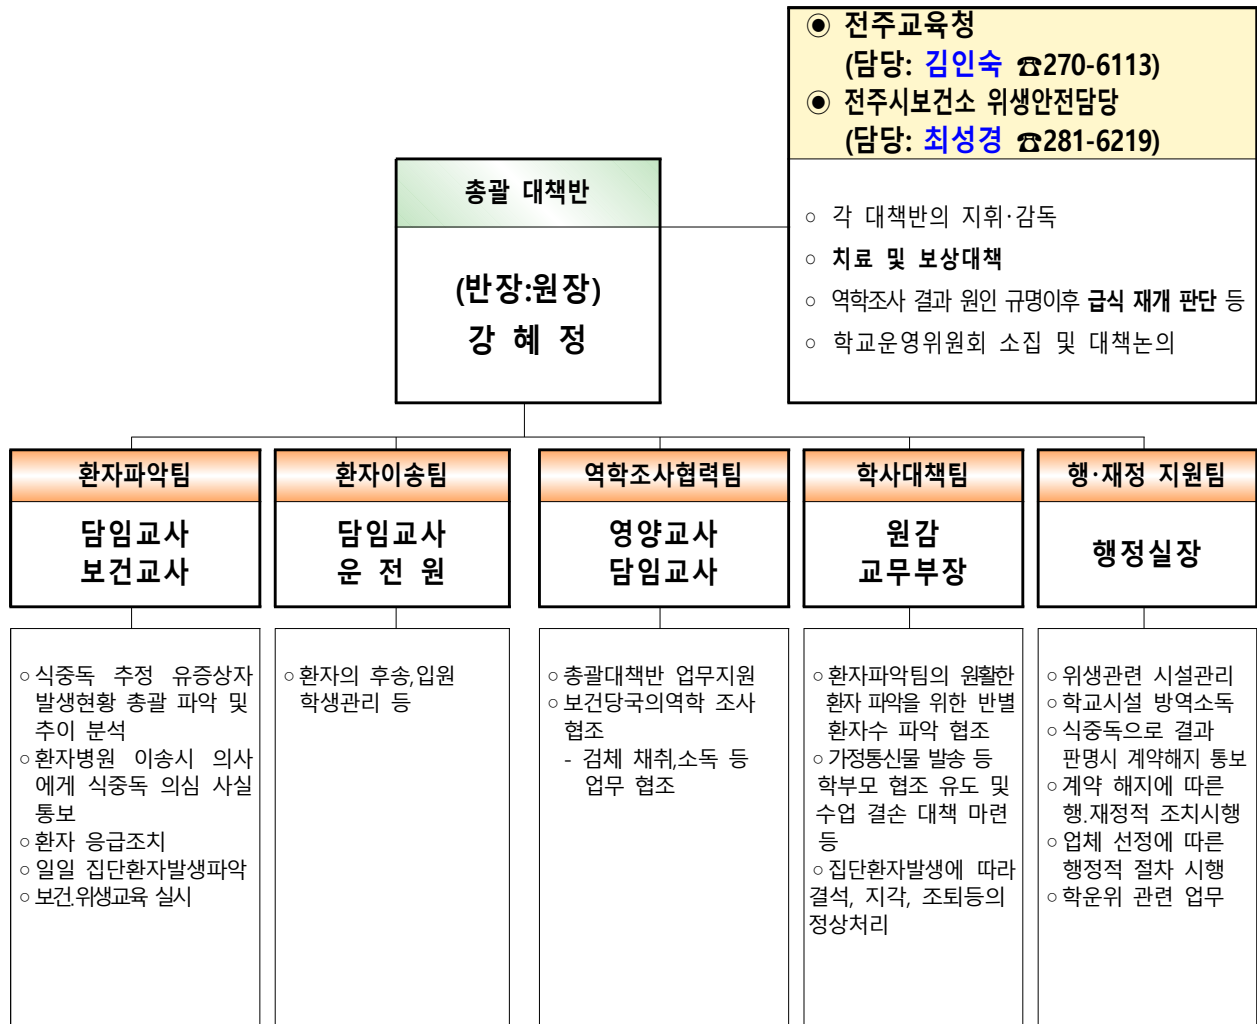 ◉ 전주교육청
(담당: 김인숙 ☎270-6113)
◉ 전주시보건소 위생안전담당
(담당: 최성경 ☎281-6219)
○ 각 대책반의 지휘·감독
○ 치료 및 보상대책
○ 역학조사 결과 원인 규명이후 급식 재개 판단 등
○ 학교운영위원회 소집 및 대책논의
총괄 대책반
(반장:원장)
강 혜 정
환자파악팀
담임교사
보건교사
○식중독 추정 유증상자
발생현황 총괄 파악 및
추이 분석
○환자병원 이송시 의사
에게 식중독 의심 사실
통보
○환자 응급조치
○일일 집단환자발생파악
○보건.위생교육 실시
환자이송팀
담임교사
운 전 원
○환자의 후송,입원
학생관리 등
역학조사협력팀
영양교사
담임교사
○총괄대책반 업무지원
○보건당국의역학 조사
협조
- 검체 채취,소독 등
업무 협조
학사대책팀
원감
교무부장
○환자파악팀의 원활한
환자 파악을 위한 반별
환자수 파악 협조
○가정통신물 발송 등
학부모 협조 유도 및
수업 결손 대책 마련
등
○집단환자발생에 따라
결석, 지각, 조퇴등의
정상처리
행·재정 지원팀
행정실장
○위생관련 시설관리
○학교시설 방역소독
○식중독으로 결과
판명시 계약해지 통보
○계약 해지에 따른
행.재정적 조치시행
○업체 선정에 따른
행정적 절차 시행
○학운위 관련 업무